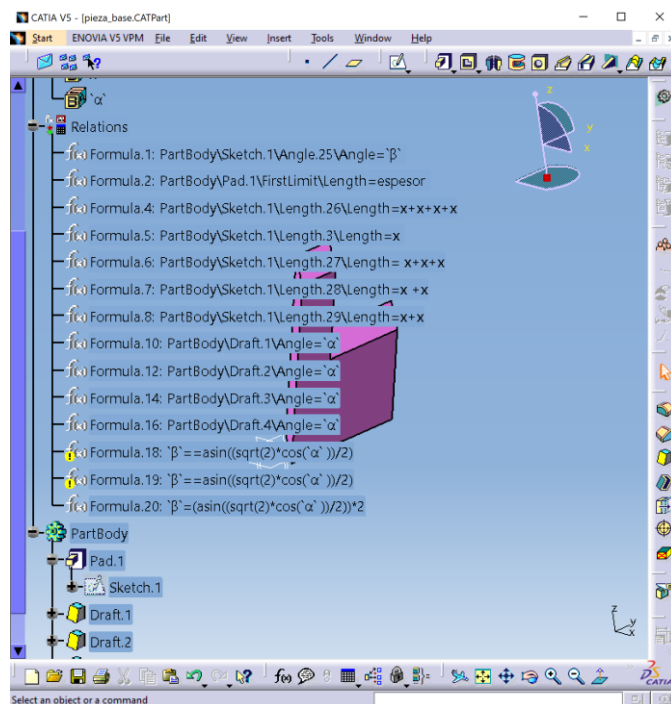 CATIA V5 - [pieza_base.CATPart]
Start ENOVIA V5 VPM File Edit View Insert Tools Window Help
z
y
x
`α`
Relations
Formula.1: PartBody\Sketch.1\Angle.25\Angle=`β`
Formula.2: PartBody\Pad.1\FirstLimit\Length=espesor
Formula.4: PartBody\Sketch.1\Length.26\Length=x+x+x+x
Formula.5: PartBody\Sketch.1\Length.3\Length=x
Formula.6: PartBody\Sketch.1\Length.27\Length= x+x+x
Formula.7: PartBody\Sketch.1\Length.28\Length=x +x
Formula.8: PartBody\Sketch.1\Length.29\Length=x+x
Formula.10: PartBody\Draft.1\Angle=`α`
Formula.12: PartBody\Draft.2\Angle=`α`
Formula.14: PartBody\Draft.3\Angle=`α`
Formula.16: PartBody\Draft.4\Angle=`α`
Formula.18: `β`==asin((sqrt(2)*cos(`α` ))/2)
Formula.19: `β`==asin((sqrt(2)*cos(`α` ))/2)
Formula.20: `β`=(asin((sqrt(2)*cos(`α` ))/2))*2
PartBody
Pad.1
Sketch.1
Draft.1
Draft.2
z
y
x
f(x)
CATIA
Select an object or a command